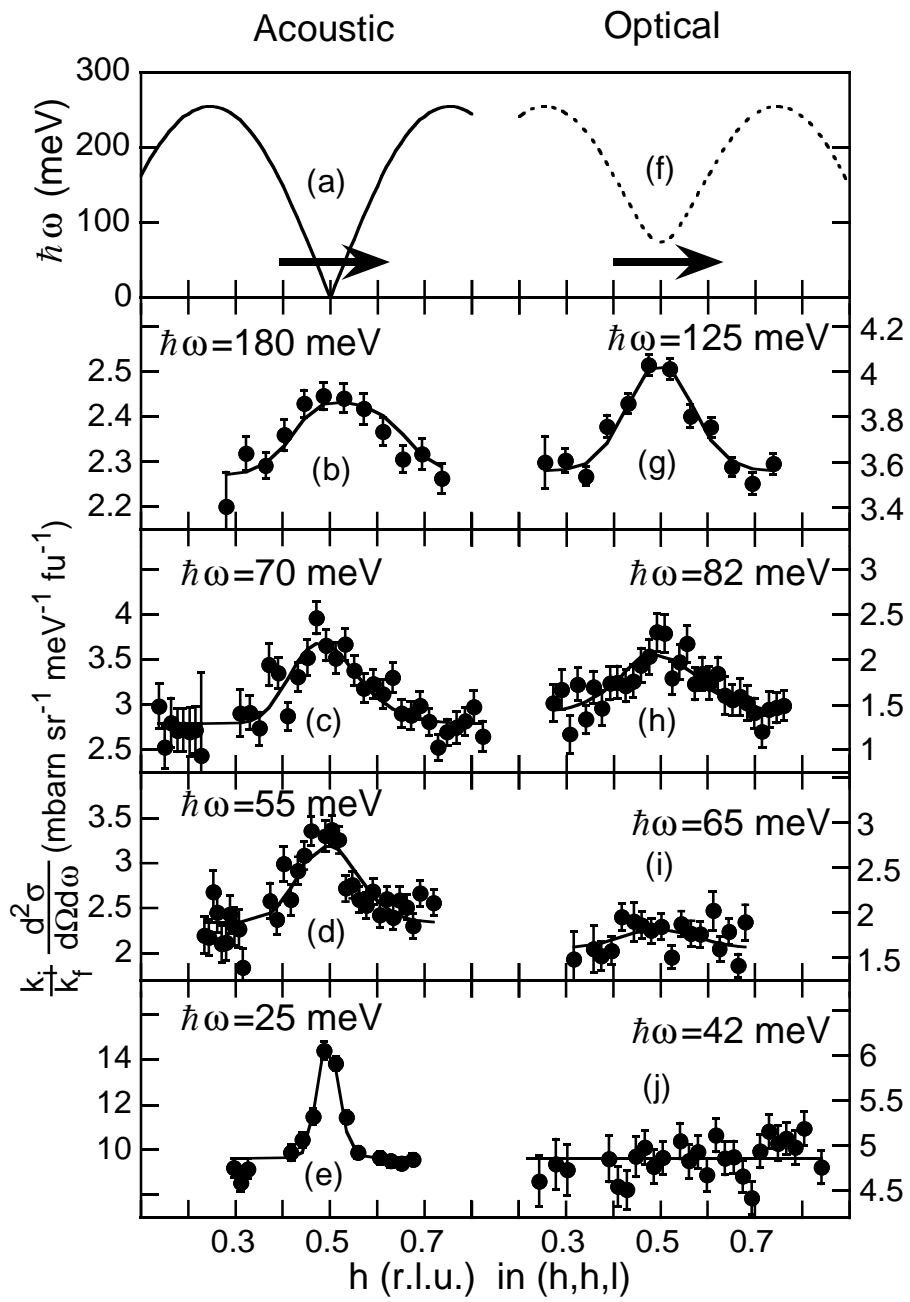 Acoustic Optical
300
200
100
0
ħω (meV)
(a)
(f)
ħω=180 meV
ħω=125 meV
2.5
2.4
2.3
2.2
4.2
4
3.8
3.6
3.4
(b)
(g)
ħω=70 meV
ħω=82 meV
4
3.5
3
2.5
3
2.5
2
1.5
1
(c)
(h)
ħω=55 meV
ħω=65 meV
3.5
3
2.5
2
3
2.5
2
1.5
(d)
(i)
ħω=25 meV
ħω=42 meV
14
12
10
6
5.5
5
4.5
(e)
(j)
k_i/k_f d²σ/dΩdω (mbarn sr⁻¹ meV⁻¹ fu⁻¹)
0.3 0.5 0.7 0.3 0.5 0.7
h (r.l.u.) in (h,h,l)